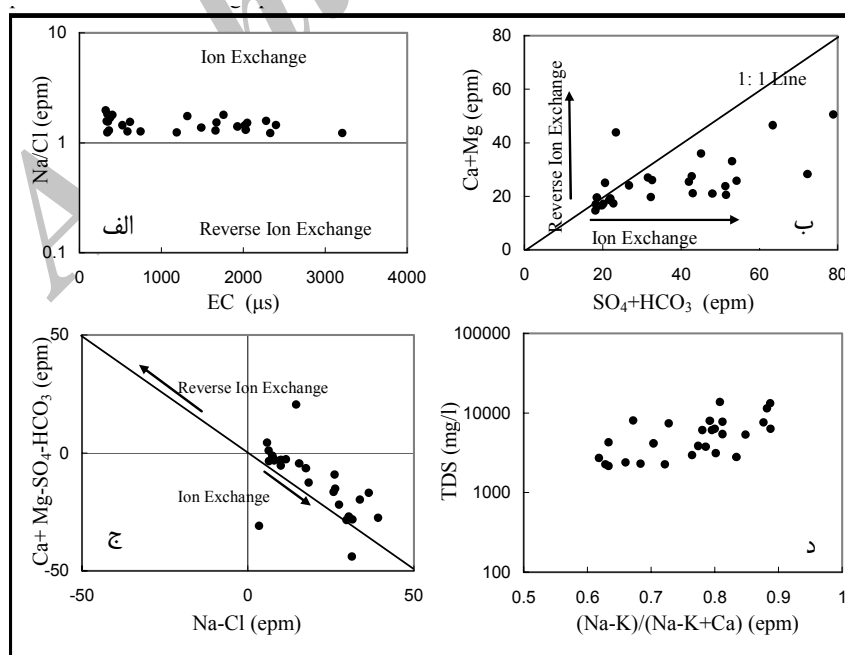 10
1
0.1
Na/Cl (epm)
Ion Exchange
Reverse Ion Exchange
الف
0 1000 2000 3000 4000
EC (μs)
80
60
40
20
0
Ca+Mg (epm)
Reverse Ion Exchange
1: 1 Line
Ion Exchange
ب
0 20 40 60 80
SO₄+HCO₃ (epm)
50
0
-50
Ca+ Mg-SO₄-HCO₃ (epm)
Reverse Ion Exchange
Ion Exchange
ج
-50 0 50
Na-Cl (epm)
100000
10000
1000
100
TDS (mg/l)
د
0.5 0.6 0.7 0.8 0.9 1
(Na-K)/(Na-K+Ca) (epm)